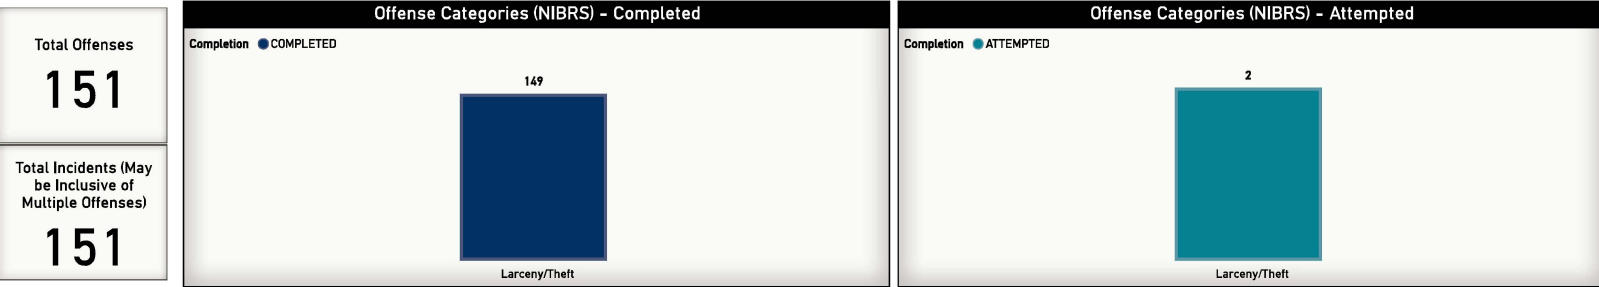 Total Offenses
151
Total Incidents (May
be Inclusive of
Multiple Offenses)
151
Offense Categories (NIBRS) - Completed
Completion COMPLETED
149
Larceny/Theft
Offense Categories (NIBRS) - Attempted
Completion ATTEMPTED
2
Larceny/Theft